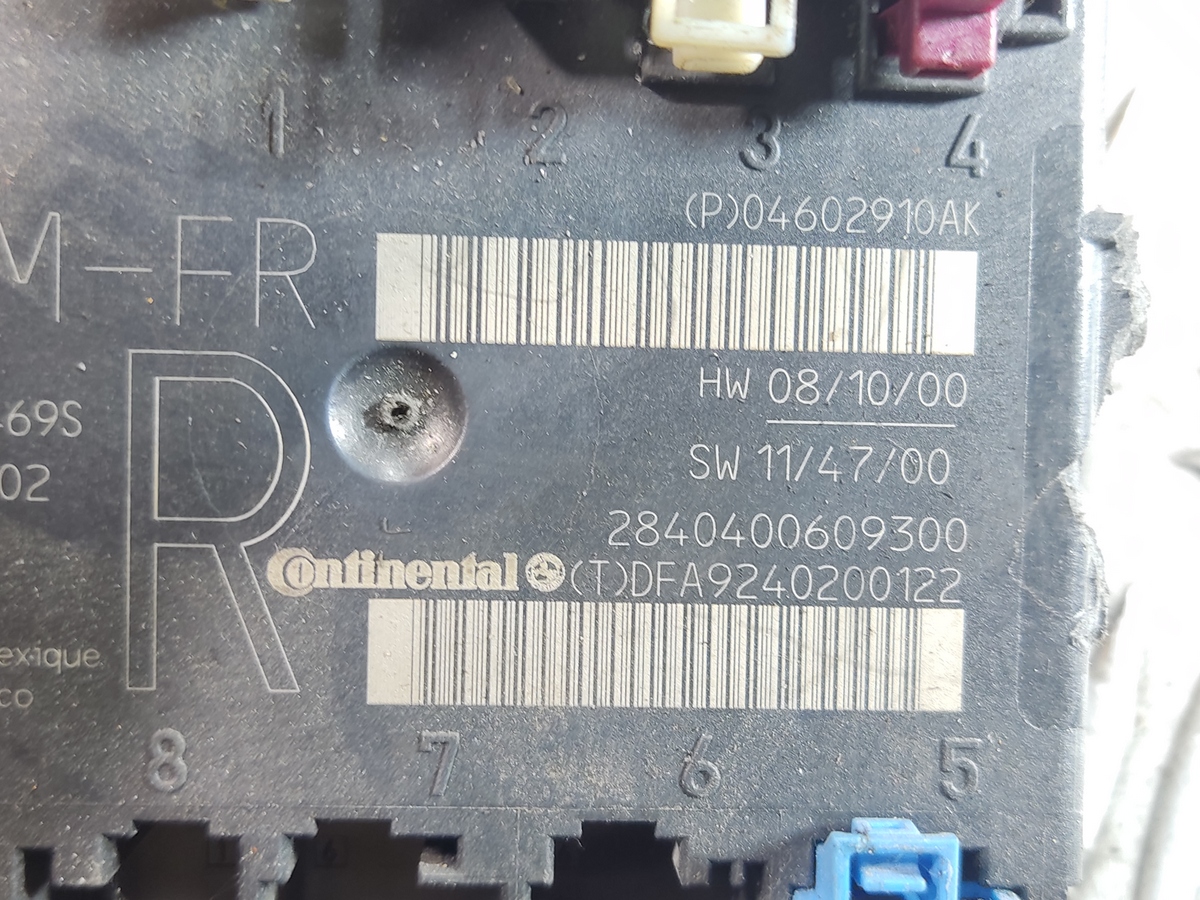 1 2 3 4
(P)04602910AK
M-FR
HW 08/10/00
69S
SW 11/47/00
02
R
2840400609300
Continental (T)DFA9240200122
exique
co
8 7 6 5